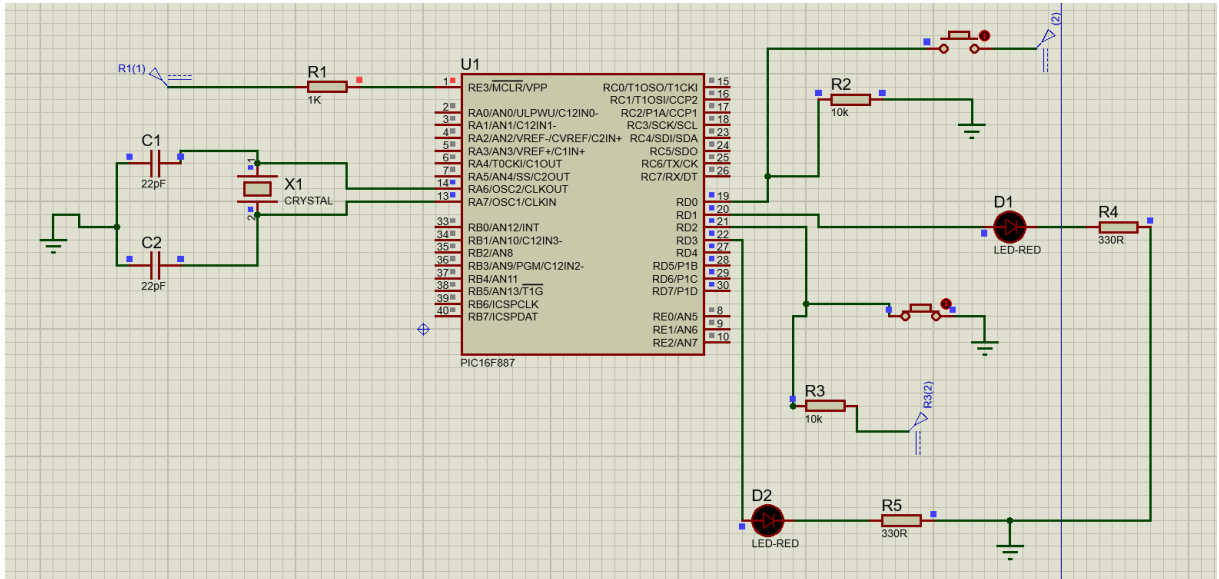 (2)
R1(1)
R1
1K
U1
1
RE3/MCLR/VPP
2
RA0/AN0/ULPWU/C12IN0-
3
RA1/AN1/C12IN1-
4
RA2/AN2/VREF-/CVREF/C2IN+
5
RA3/AN3/VREF+/C1IN+
6
RA4/T0CKI/C1OUT
7
RA5/AN4/SS/C2OUT
14
RA6/OSC2/CLKOUT
13
RA7/OSC1/CLKIN
33
RB0/AN12/INT
34
RB1/AN10/C12IN3-
35
RB2/AN8
36
RB3/AN9/PGM/C12IN2-
37
RB4/AN11
38
RB5/AN13/T1G
39
RB6/ICSPCLK
40
RB7/ICSPDAT
RC0/T1OSO/T1CKI
15
RC1/T1OSI/CCP2
16
RC2/P1A/CCP1
17
RC3/SCK/SCL
18
RC4/SDI/SDA
23
RC5/SDO
24
RC6/TX/CK
25
RC7/RX/DT
26
RD0
19
RD1
20
RD2
21
RD3
22
RD4
27
RD5/P1B
28
RD6/P1C
29
RD7/P1D
30
RE0/AN5
8
RE1/AN6
9
RE2/AN7
10
PIC16F887
C1
22pF
1
X1
CRYSTAL
2
C2
22pF
R2
10k
D1
LED-RED
R4
330R
R3
10k
R3(2)
D2
LED-RED
R5
330R